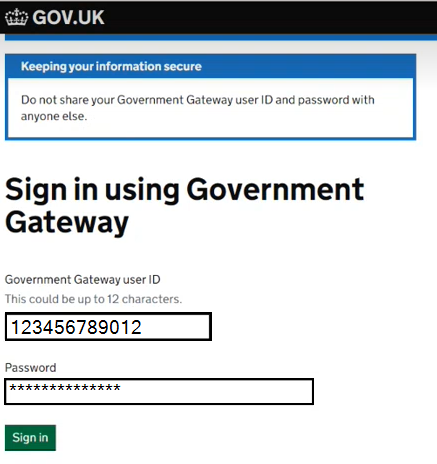 GOV.UK
Keeping your information secure
Do not share your Government Gateway user ID and password with
anyone else.
Sign in using Government
Gateway
Government Gateway user ID
This could be up to 12 characters.
123456789012
Password
**************
Sign in